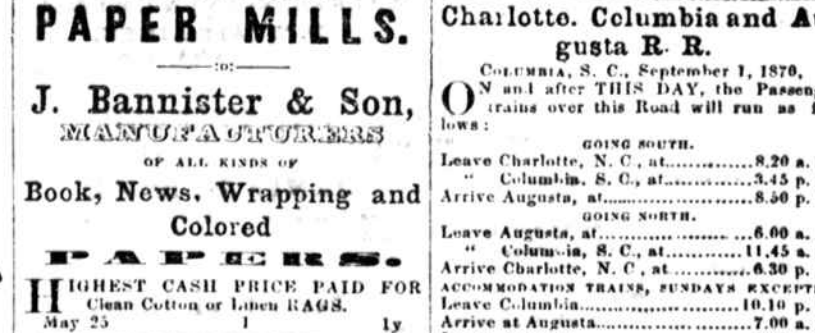 PAPER MILLS.
:o:
J. Bannister & Son,
MANUFACTURERS
OF ALL KINDS OF
Book, News, Wrapping and
Colored
PAPERS.
HIGHEST CASH PRICE PAID FOR
Clean Cotton or Linen RAGS.
May 25 1 ly
Charlotte. Columbia and Au
gusta R. R.
COLUMBIA, S. C., September 1, 1870,
ON and after THIS DAY, the Passen
trains over this Road will run as f
lows:
GOING SOUTH.
Leave Charlotte, N. C., at..............8.20 a.
" Columbia, S. C., at..............3.45 p.
Arrive Augusta, at......................8.50 p.
GOING NORTH.
Leave Augusta, at.......................6.00 a.
" Columbia, S. C., at..............11.45 a.
Arrive Charlotte, N. C., at............6.30 p.
ACCOMMODATION TRAINS, SUNDAYS EXCEPT
Leave Columbia..........................10.10 p.
Arrive at Augusta.......................7.00 a.